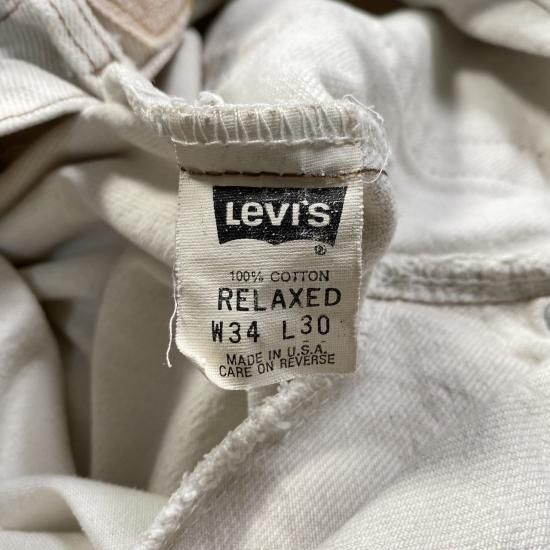 Levi's
®
100% COTTON
RELAXED
W34 L30
MADE IN U.S.A.
CARE ON REVERSE